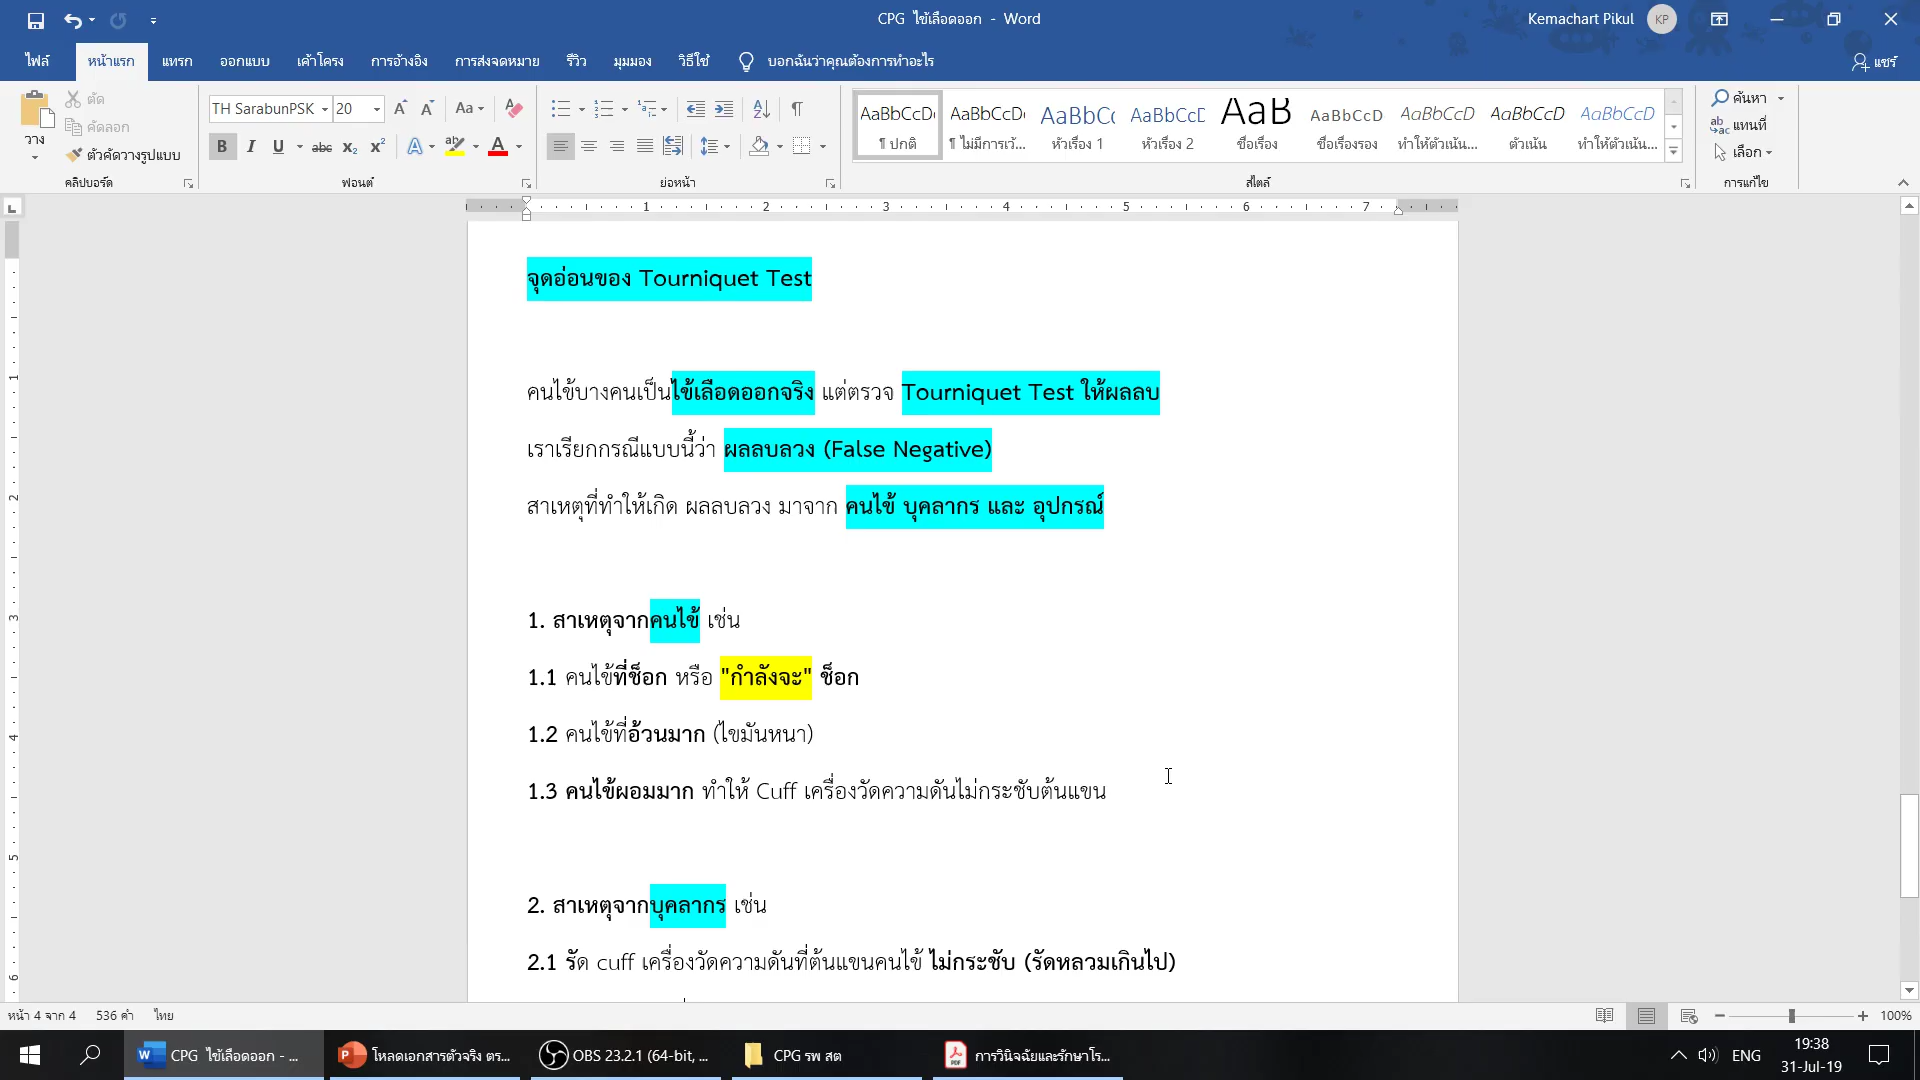 CPG ไข้เลือดออก - Word
Kemachart Pikul
KP
ไฟล์ หน้าแรก แทรก ออกแบบ เค้าโครง การอ้างอิง การส่งจดหมาย รีวิว มุมมอง วิธีใช้ บอกฉันว่าคุณต้องการทำอะไร แชร์
วาง
ตัด
คัดลอก
ตัวคัดวางรูปแบบ
คลิปบอร์ด
TH SarabunPSK 20
ฟอนต์
ย่อหน้า
AaBbCcDi AaBbCcDi AaBbC( AaBbCcD AaB AaBbCcD AaBbCcD AaBbCcD AaBbCcD
¶ ปกติ ¶ ไม่มีการเว้... หัวเรื่อง 1 หัวเรื่อง 2 ชื่อเรื่อง ชื่อเรื่องรอง ทำให้ตัวเน้น... ตัวเน้น ทำให้ตัวเน้น...
สไตล์
ค้นหา
แทนที่
เลือก
การแก้ไข
1 2 3 4 5 6 7
จุดอ่อนของ Tourniquet Test
คนไข้บางคนเป็นไข้เลือดออกจริง แต่ตรวจ Tourniquet Test ให้ผลลบ
เราเรียกกรณีแบบนี้ว่า ผลลบลวง (False Negative)
สาเหตุที่ทำให้เกิด ผลลบลวง มาจาก คนไข้ บุคลากร และ อุปกรณ์
1. สาเหตุจากคนไข้ เช่น
1.1 คนไข้ที่ช็อก หรือ "กำลังจะ" ช็อก
1.2 คนไข้ที่อ้วนมาก (ไขมันหนา)
1.3 คนไข้ผอมมาก ทำให้ Cuff เครื่องวัดความดันไม่กระชับต้นแขน
2. สาเหตุจากบุคลากร เช่น
2.1 รัด cuff เครื่องวัดความดันที่ต้นแขนคนไข้ ไม่กระชับ (รัดหลวมเกินไป)
หน้า 4 จาก 4 536 คำ ไทย
100%
CPG ไข้เลือดออก - ...
โหลดเอกสารตัวจริง ตร...
OBS 23.2.1 (64-bit, ...
CPG รพ สต
การวินิจฉัยและรักษาโร...
ENG
19:38
31-Jul-19